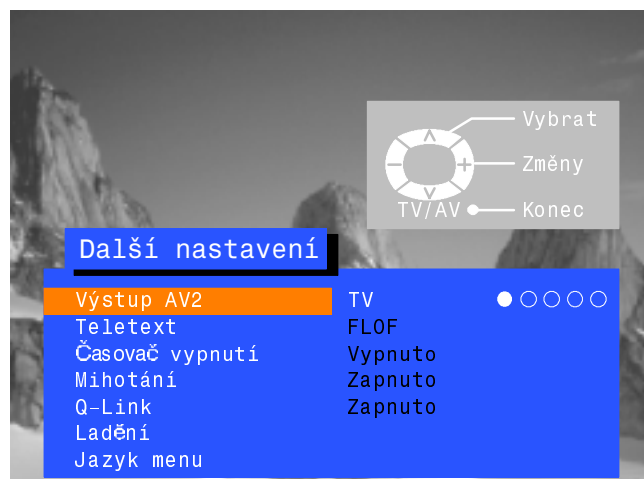 Vybrat
Změny
TV/AV Konec
Další nastavení
Výstup AV2 TV
Teletext FLOF
Časovač vypnutí Vypnuto
Mihotání Zapnuto
Q-Link Zapnuto
Ladění
Jazyk menu